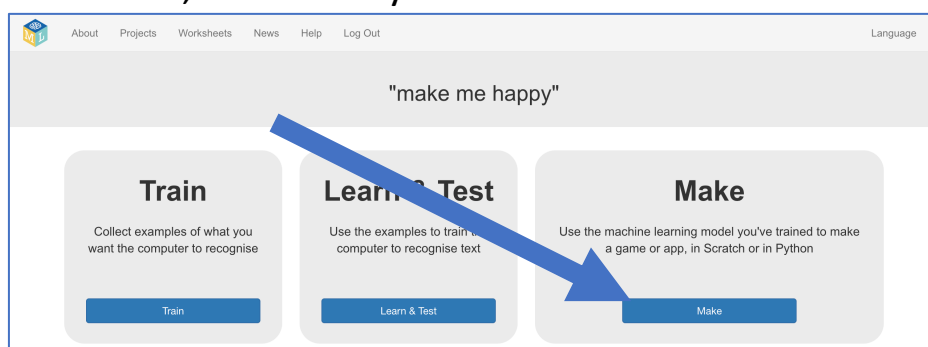 About Projects Worksheets News Help Log Out Language
"make me happy"
Train
Collect examples of what you
want the computer to recognise
Train
Learn & Test
Use the examples to train
computer to recognise text
Learn & Test
Make
Use the machine learning model you've trained to make
a game or app, in Scratch or in Python
Make